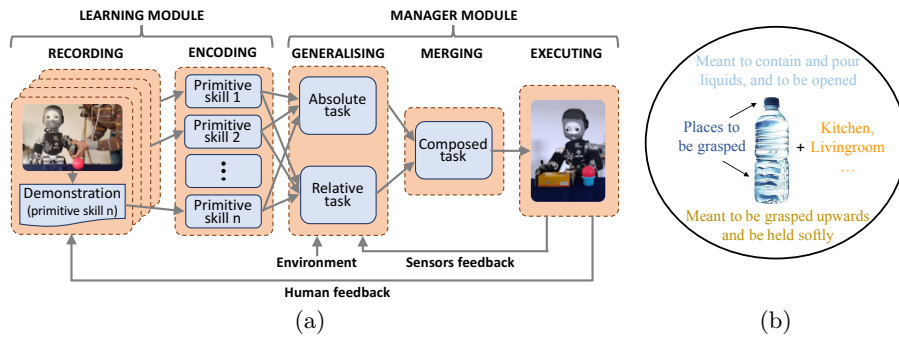 LEARNING MODULE
MANAGER MODULE
RECORDING
ENCODING
GENERALISING
MERGING
EXECUTING
Demonstration
(primitive skill n)
Primitive
skill 1
Primitive
skill 2
Primitive
skill n
Absolute
task
Relative
task
Composed
task
Environment
Sensors feedback
Human feedback
(a)
Meant to contain and pour
liquids, and to be opened
Places to
be grasped
+
Kitchen,
Livingroom
...
Meant to be grasped upwards
and be held softly
(b)